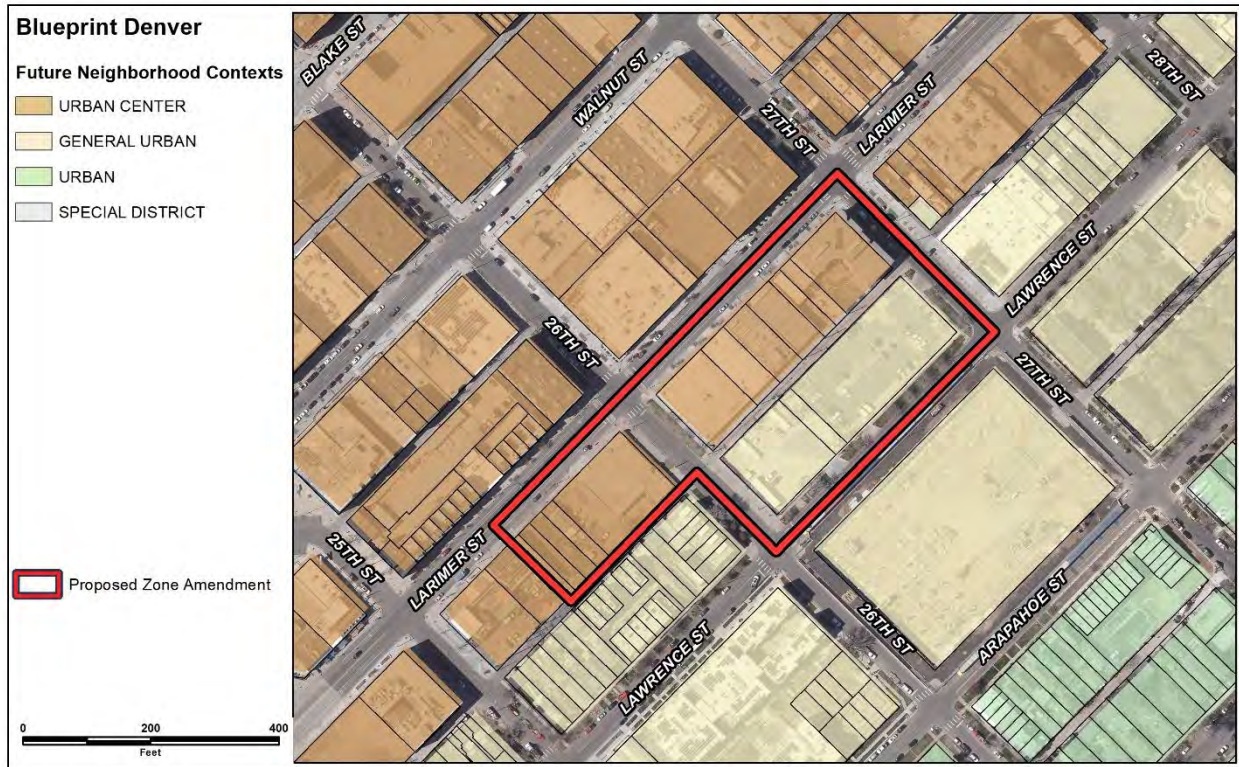 Blueprint Denver
Future Neighborhood Contexts
URBAN CENTER
GENERAL URBAN
URBAN
SPECIAL DISTRICT
Proposed Zone Amendment
0 200 400
Feet
BLAKE ST
WALNUT ST
27TH ST
LARIMER ST
28TH ST
LAWRENCE ST
26TH ST
27TH ST
25TH ST
LARIMER ST
LAWRENCE ST
26TH ST
ARAPAHOE ST